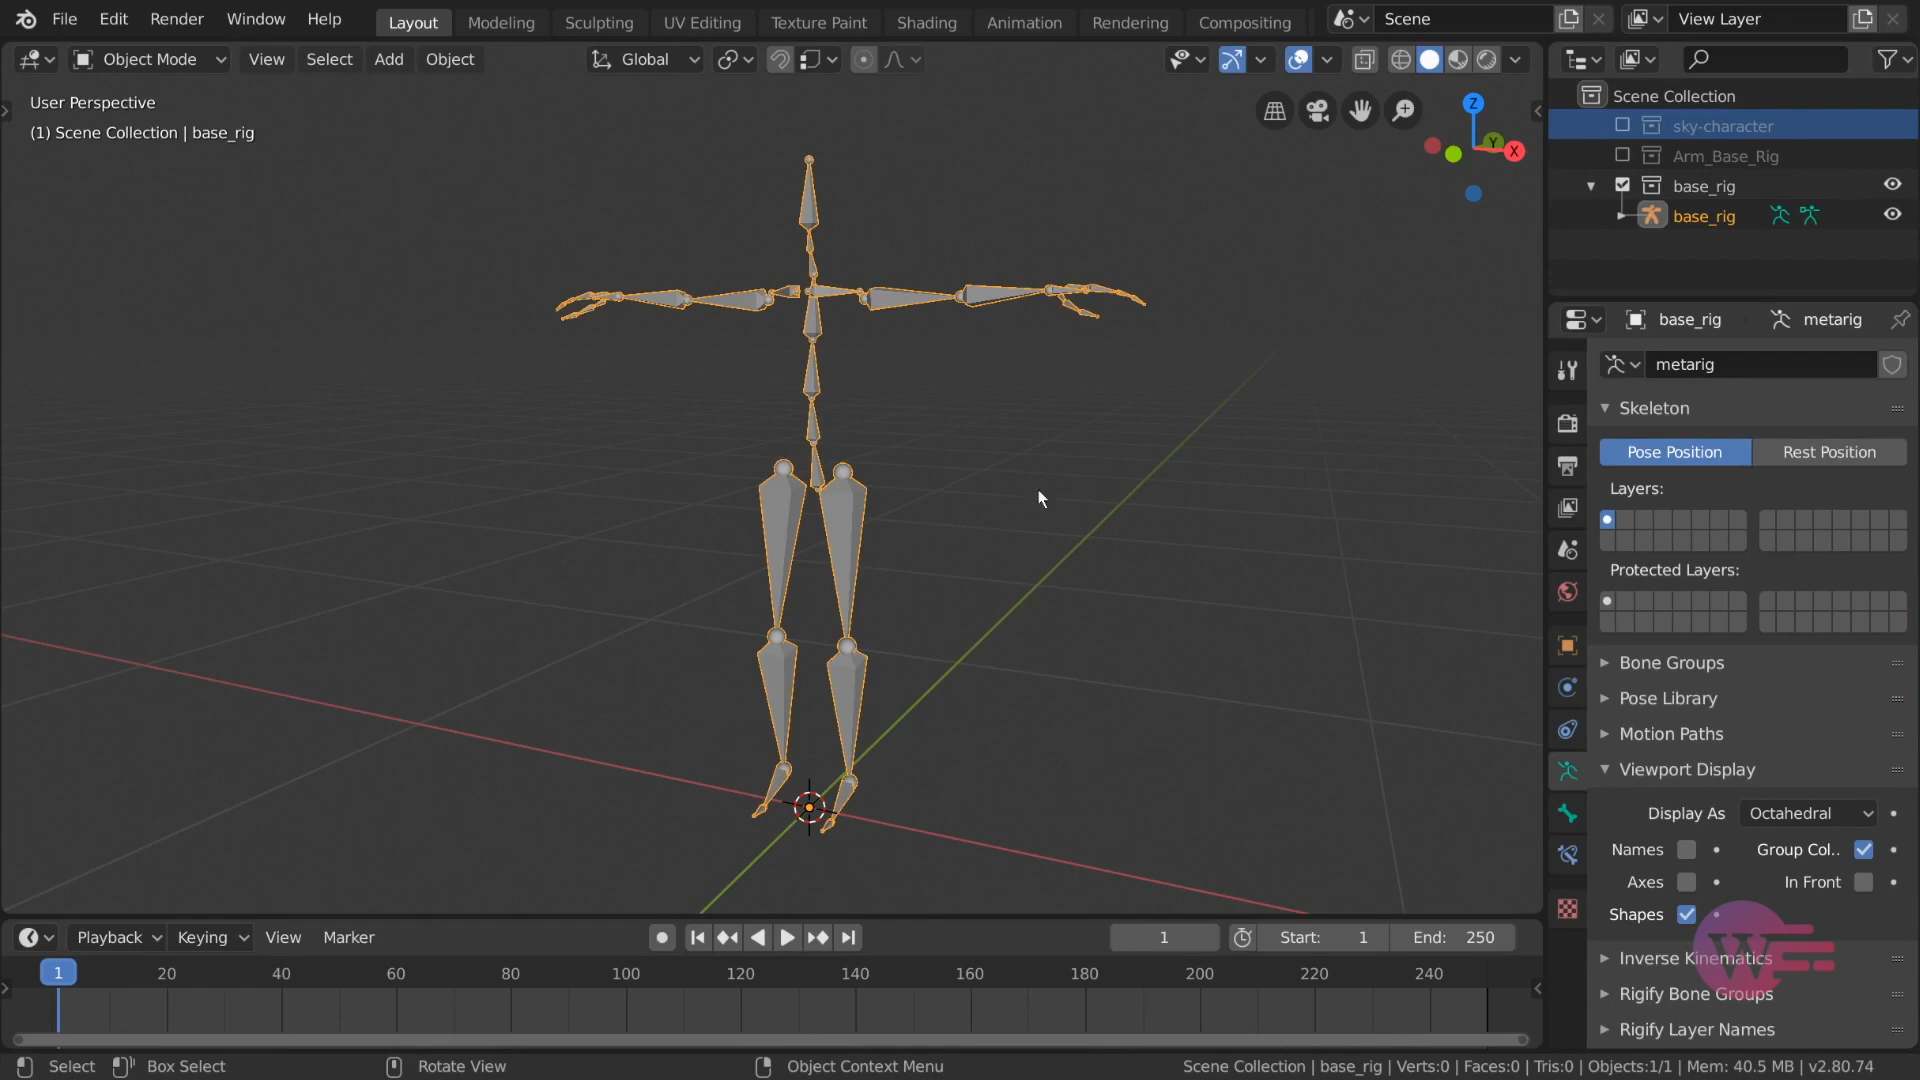 File Edit Render Window Help Layout Modeling Sculpting UV Editing Texture Paint Shading Animation Rendering Compositing Scene View Layer
Object Mode View Select Add Object Global
User Perspective
(1) Scene Collection | base_rig
Z
Y
X
Scene Collection
sky-character
Arm_Base_Rig
base_rig
base_rig
base_rig metarig
metarig
Skeleton
Pose Position Rest Position
Layers:
Protected Layers:
Bone Groups
Pose Library
Motion Paths
Viewport Display
Display As Octahedral
Names Group Col..
Axes In Front
Shapes
Inverse Kinematics
Rigify Bone Groups
Rigify Layer Names
Playback Keying View Marker 1 Start: 1 End: 250
1 20 40 60 80 100 120 140 160 180 200 220 240
Select Box Select Rotate View Object Context Menu Scene Collection | base_rig | Verts:0 | Faces:0 | Tris:0 | Objects:1/1 | Mem: 40.5 MB | v2.80.74